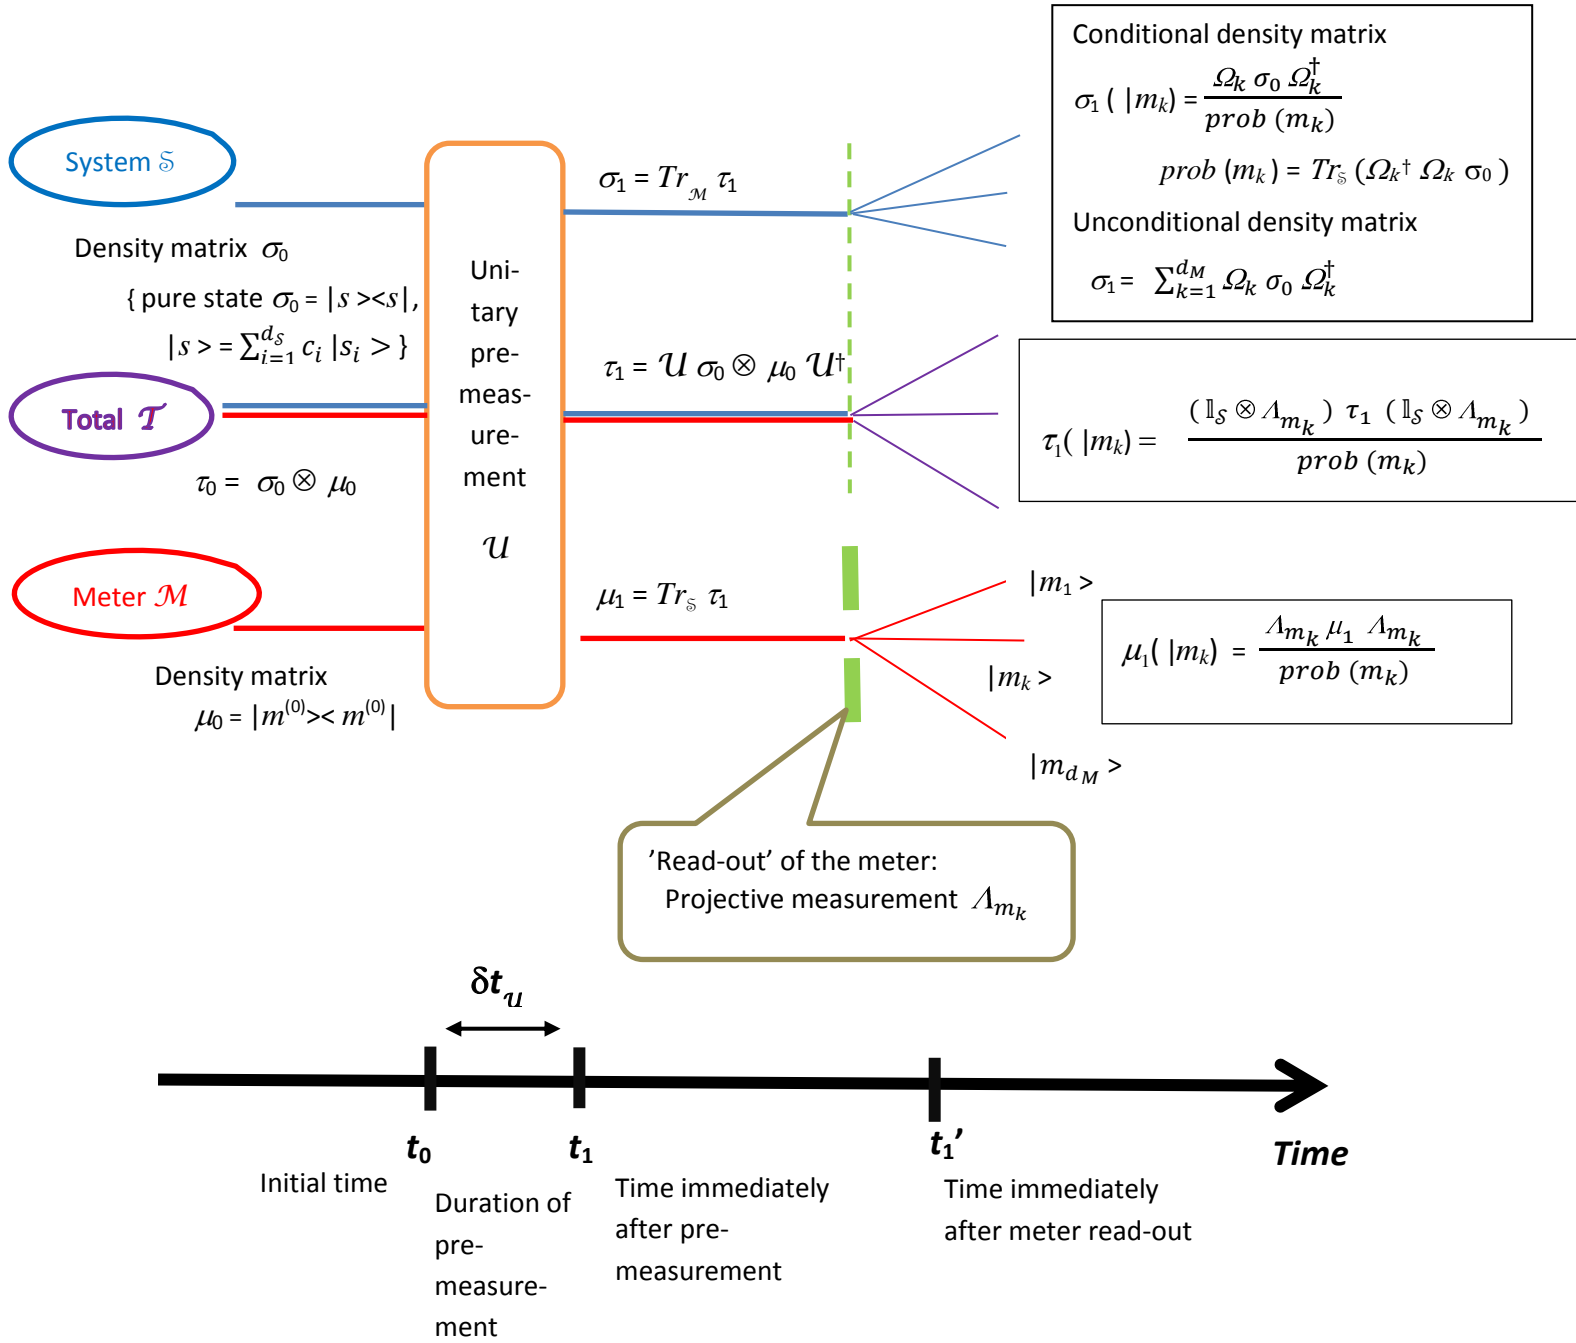 System 𝕊
Density matrix σ₀
{ pure state σ₀ = |s ><s|,
|s > = ∑_{i=1}^{d_𝒮} c_i |s_i > }
Total 𝒯
τ₀ = σ₀ ⊗ μ₀
Meter ℳ
Density matrix
μ₀ = |m⁽⁰⁾>< m⁽⁰⁾|
Uni-
tary
pre-
meas-
ure-
ment
𝒰
σ₁ = Tr_ℳ τ₁
τ₁ = 𝒰 σ₀ ⊗ μ₀ 𝒰†
μ₁ = Tr_𝕊 τ₁
Conditional density matrix
σ₁ ( |m_k) = Ω_k σ₀ Ω_k† / prob (m_k)
prob (m_k) = Tr_𝕊 (Ω_k† Ω_k σ₀ )
Unconditional density matrix
σ₁ = ∑_{k=1}^{d_M} Ω_k σ₀ Ω_k†
τ₁( |m_k) = ( 𝕀_𝒮 ⊗ Λ_{m_k} ) τ₁ ( 𝕀_𝒮 ⊗ Λ_{m_k} ) / prob (m_k)
|m₁ >
|m_k >
|m_{d_M} >
μ₁( |m_k) = Λ_{m_k} μ₁ Λ_{m_k} / prob (m_k)
’Read-out’ of the meter:
Projective measurement Λ_{m_k}
δt_𝒰
t₀
t₁
t₁’
Time
Initial time
Duration of
pre-
measure-
ment
Time immediately
after pre-
measurement
Time immediately
after meter read-out